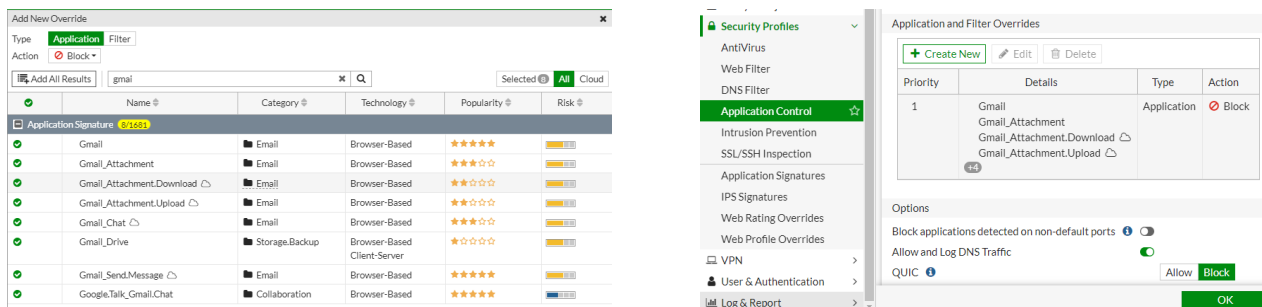 Add New Override
Type Application Filter
Action Block
Add All Results gmai Selected 8 All Cloud
Name Category Technology Popularity Risk
Application Signature 8/1681
Gmail Email Browser-Based
Gmail_Attachment Email Browser-Based
Gmail_Attachment.Download Email Browser-Based
Gmail_Attachment.Upload Email Browser-Based
Gmail_Chat Email Browser-Based
Gmail_Drive Storage.Backup Browser-Based
Client-Server
Gmail_Send.Message Email Browser-Based
Google.Talk_Gmail.Chat Collaboration Browser-Based
Security Profiles
AntiVirus
Web Filter
DNS Filter
Application Control
Intrusion Prevention
SSL/SSH Inspection
Application Signatures
IPS Signatures
Web Rating Overrides
Web Profile Overrides
VPN
User & Authentication
Log & Report
Application and Filter Overrides
+ Create New Edit Delete
Priority Details Type Action
1 Gmail Application Block
Gmail_Attachment
Gmail_Attachment.Download
Gmail_Attachment.Upload
+4
Options
Block applications detected on non-default ports
Allow and Log DNS Traffic
QUIC Allow Block
OK